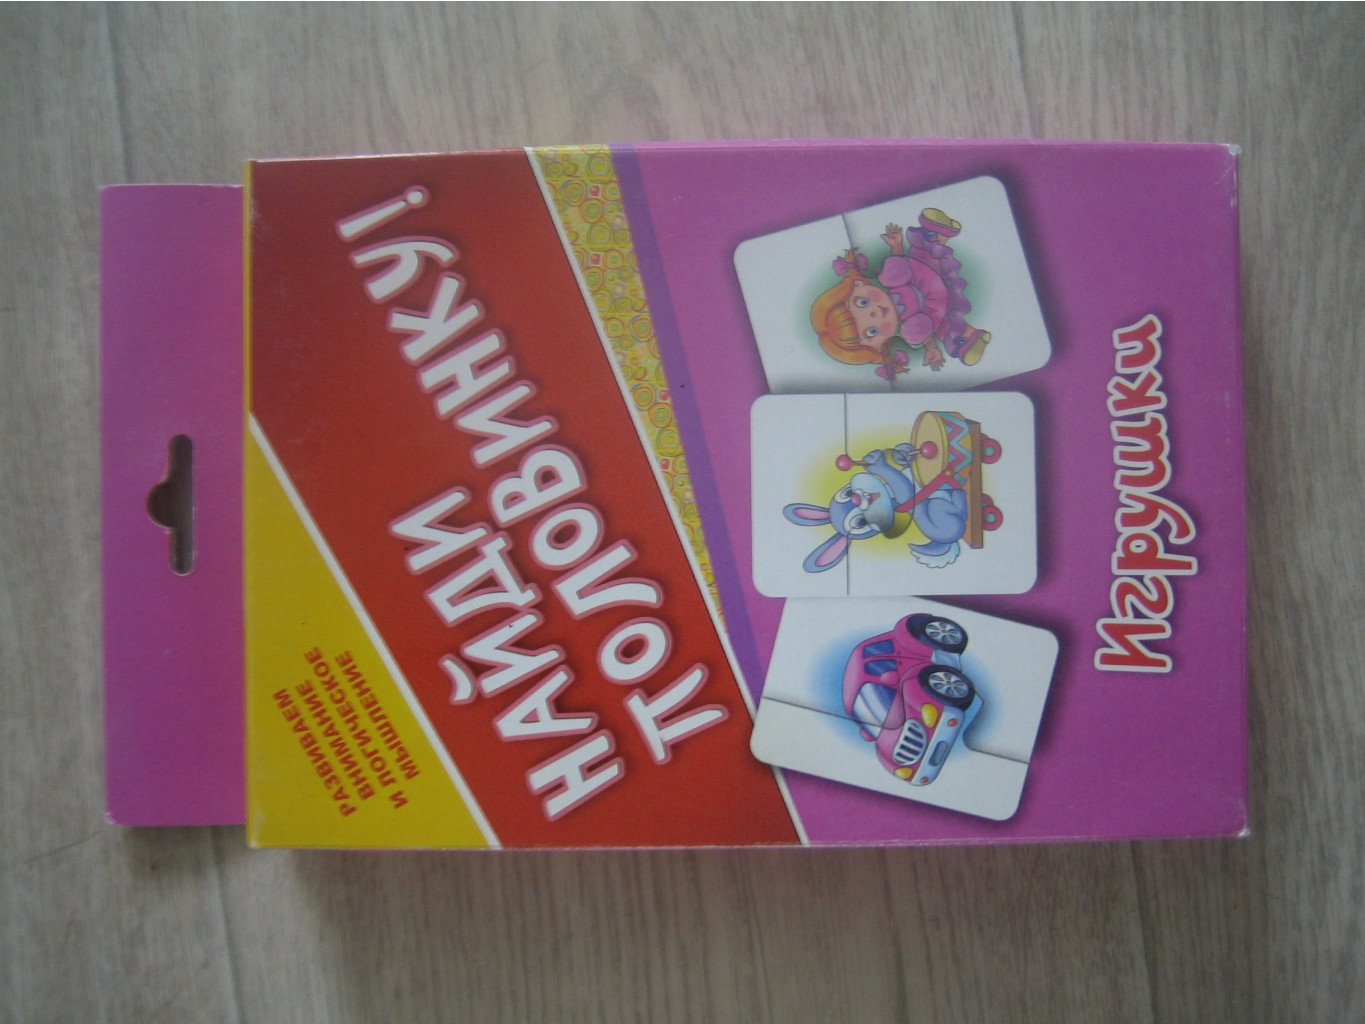 РАЗВИВАЕМ
ВНИМАНИЕ
И ЛОГИЧЕСКОЕ
МЫШЛЕНИЕ
НАЙДИ
ПОЛОВИНКУ!
Игрушки